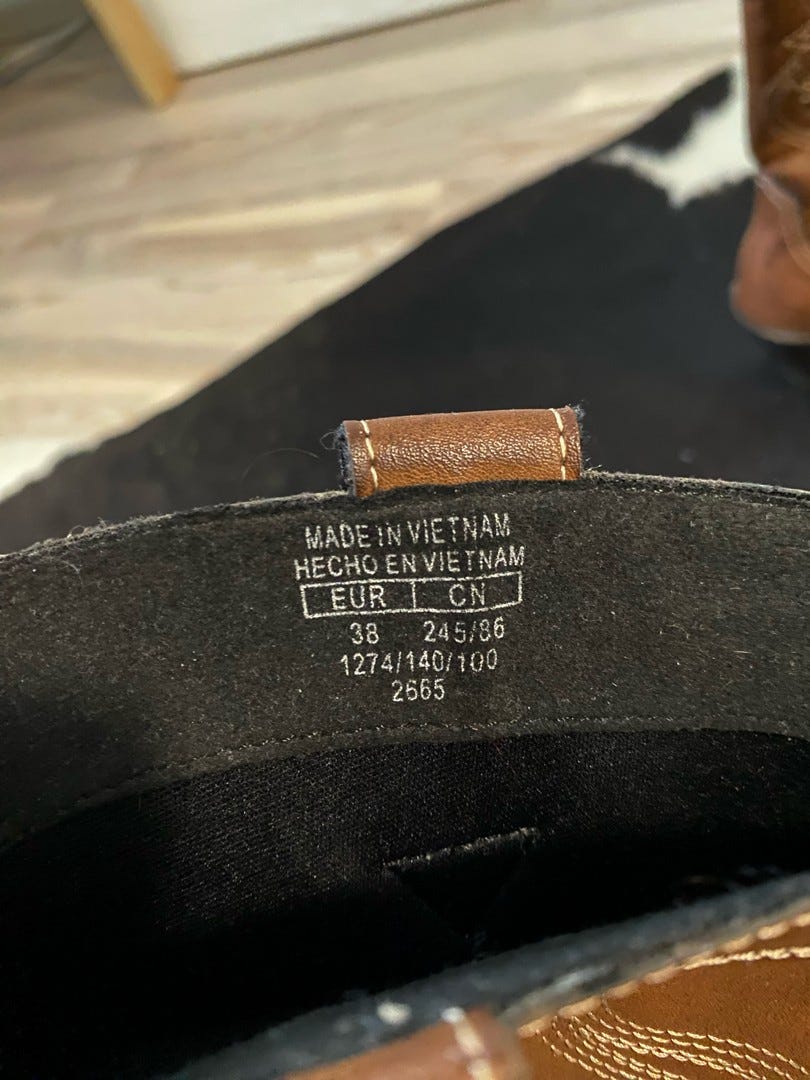 MADE IN VIETNAM
HECHO EN VIETNAM
EUR CN
38 245/86
1274/140/100
2665